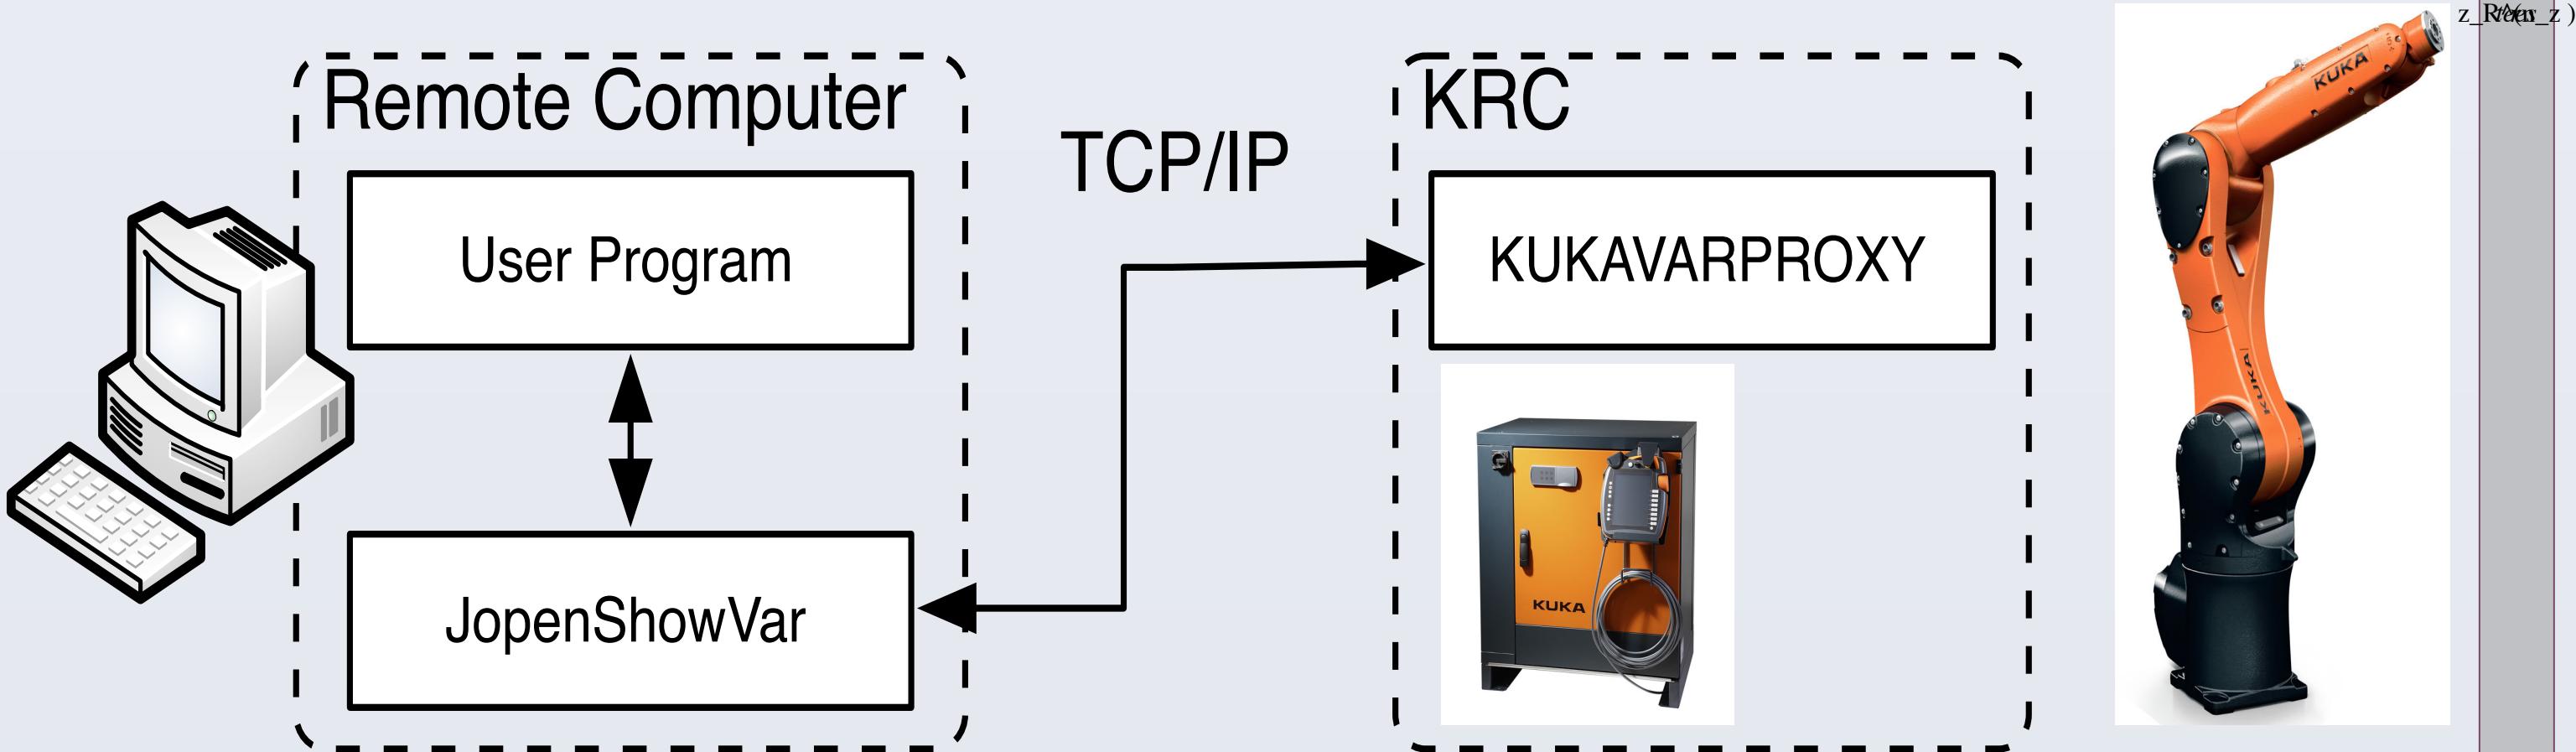 Remote Computer
User Program
JopenShowVar
TCP/IP
KRC
KUKAVARPROXY
KUKA
KUKA
KUKA